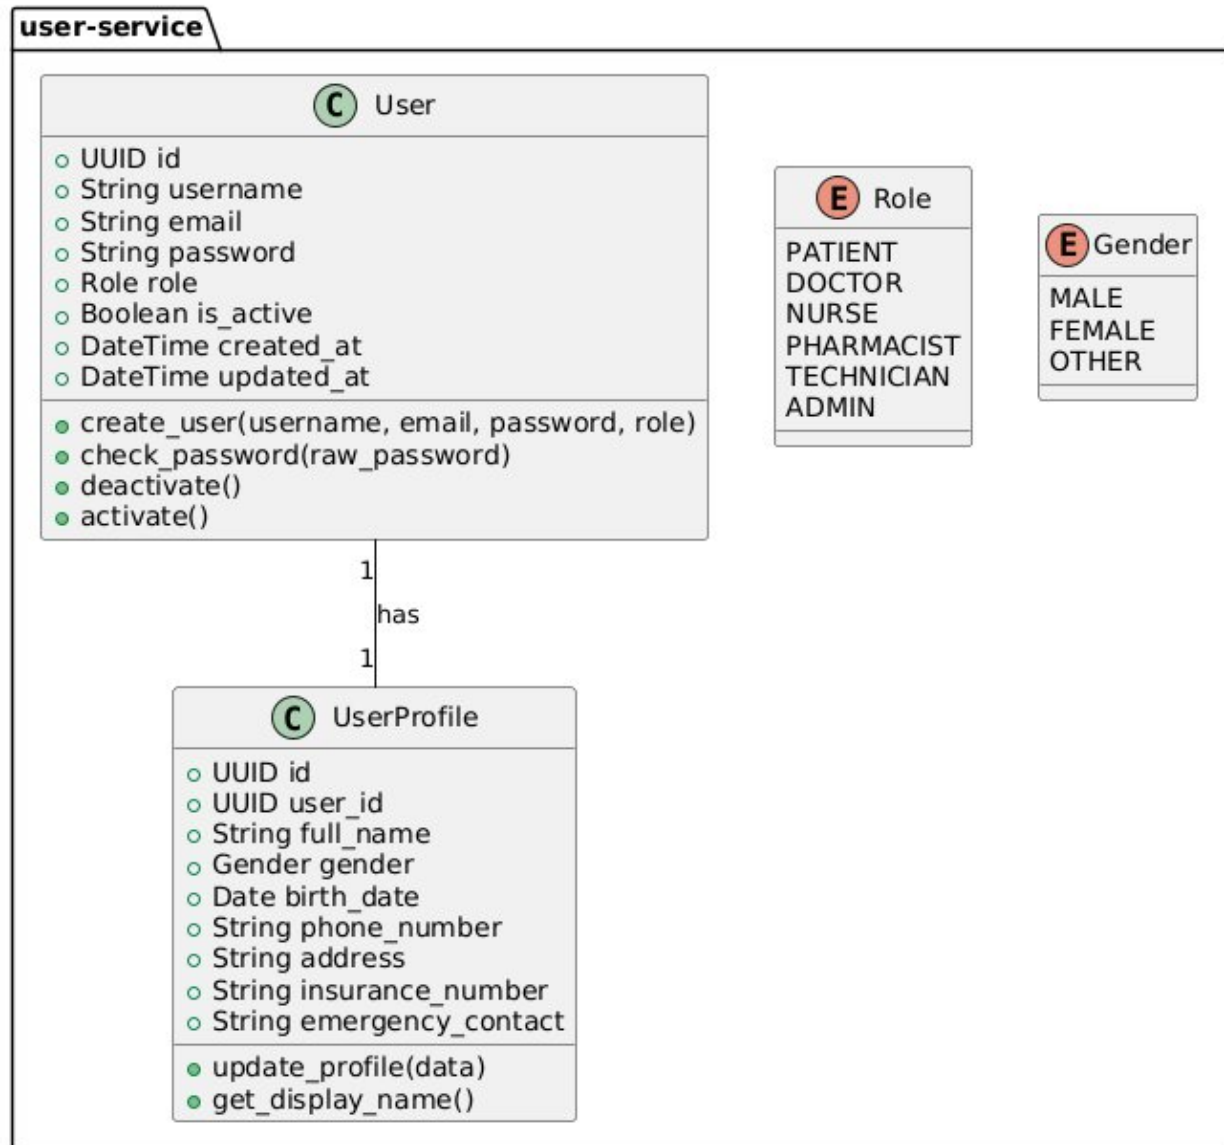 user-service
C User
UUID id
String username
String email
String password
Role role
Boolean is_active
DateTime created_at
DateTime updated_at
create_user(username, email, password, role)
check_password(raw_password)
deactivate()
activate()
E Role
PATIENT
DOCTOR
NURSE
PHARMACIST
TECHNICIAN
ADMIN
E Gender
MALE
FEMALE
OTHER
1
has
1
C UserProfile
UUID id
UUID user_id
String full_name
Gender gender
Date birth_date
String phone_number
String address
String insurance_number
String emergency_contact
update_profile(data)
get_display_name()